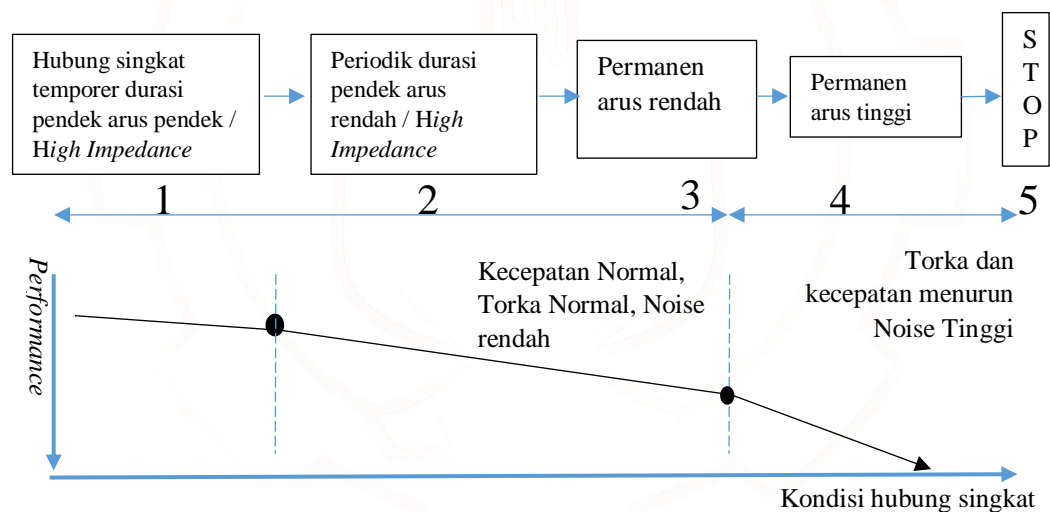 Hubung singkat
temporer durasi
pendek arus pendek /
High Impedance
Periodik durasi
pendek arus
rendah / High
Impedance
Permanen
arus rendah
Permanen
arus tinggi
S
T
O
P
1
2
3
4
5
Performance
Kecepatan Normal,
Torka Normal, Noise
rendah
Torka dan
kecepatan menurun
Noise Tinggi
Kondisi hubung singkat